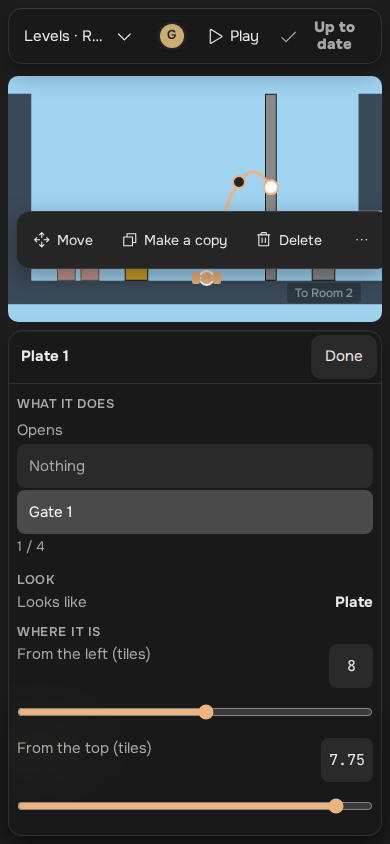 Levels · R...
G
Play
Up to
date
Move
Make a copy
Delete
...
To Room 2
Plate 1
Done
WHAT IT DOES
Opens
Nothing
Gate 1
1 / 4
LOOK
Looks like
Plate
WHERE IT IS
From the left (tiles)
8
From the top (tiles)
7.75